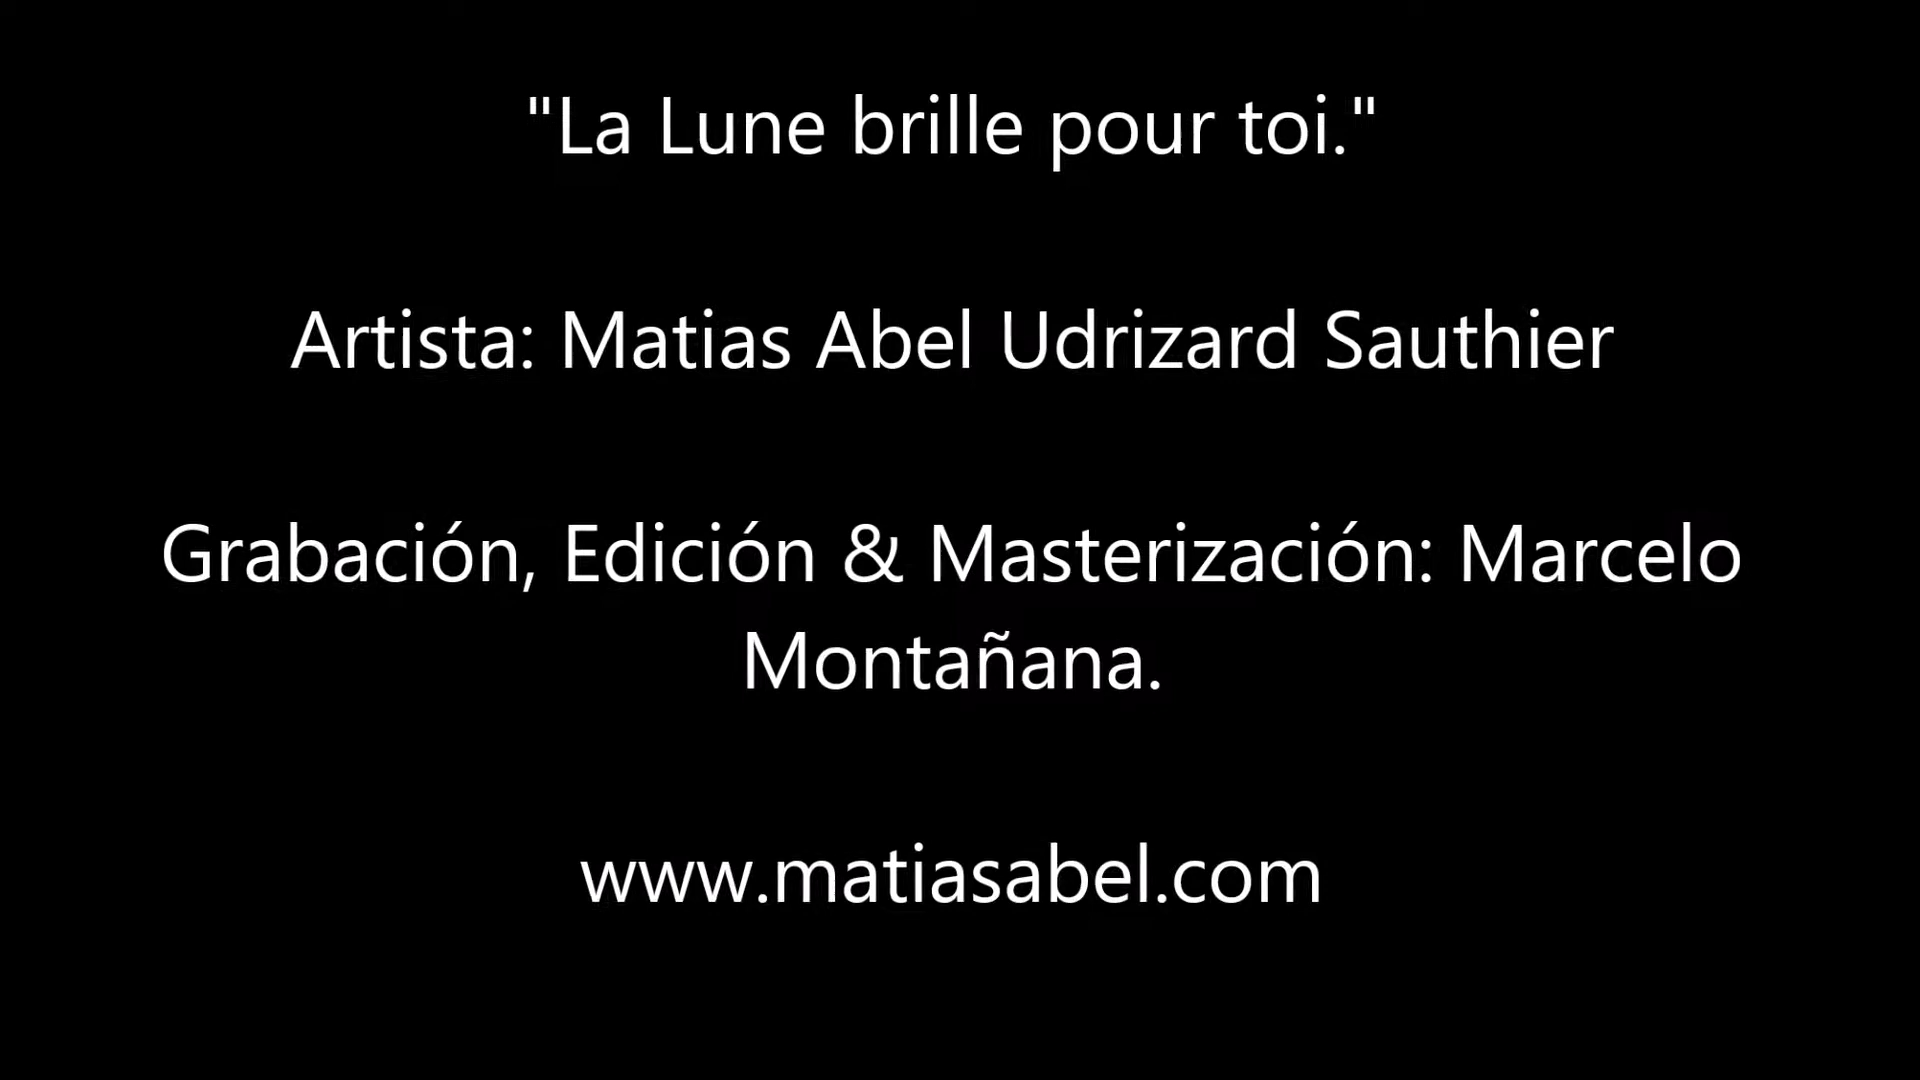 "La Lune brille pour toi."
Artista: Matias Abel Udrizard Sauthier
Grabación, Edición & Masterización: Marcelo
Montañana.
www.matiasabel.com